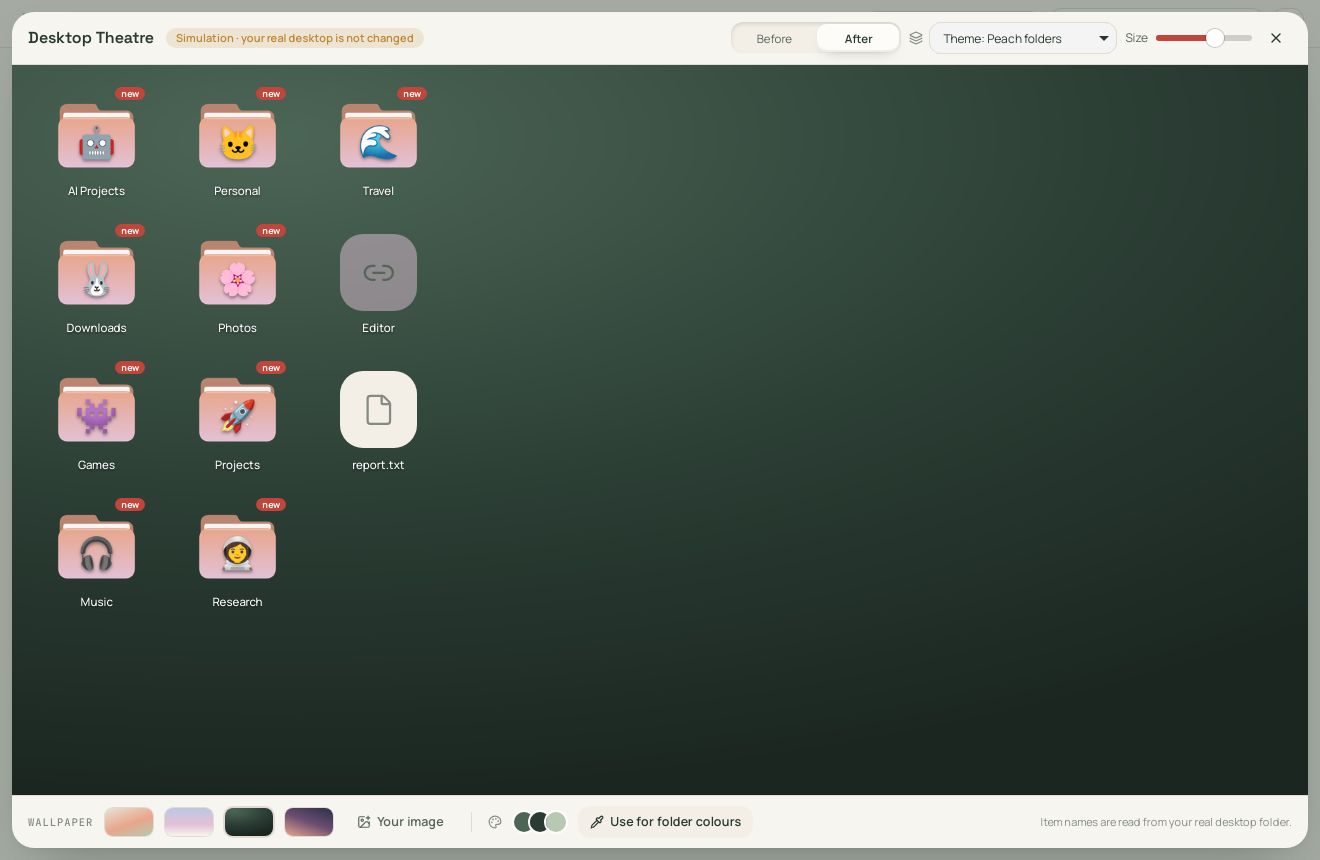 Desktop Theatre
Simulation · your real desktop is not changed
Before
After
Theme: Peach folders
Size
new
new
new
AI Projects
Personal
Travel
new
new
Downloads
Photos
Editor
new
new
Games
Projects
report.txt
new
new
Music
Research
WALLPAPER
Your image
Use for folder colours
Item names are read from your real desktop folder.